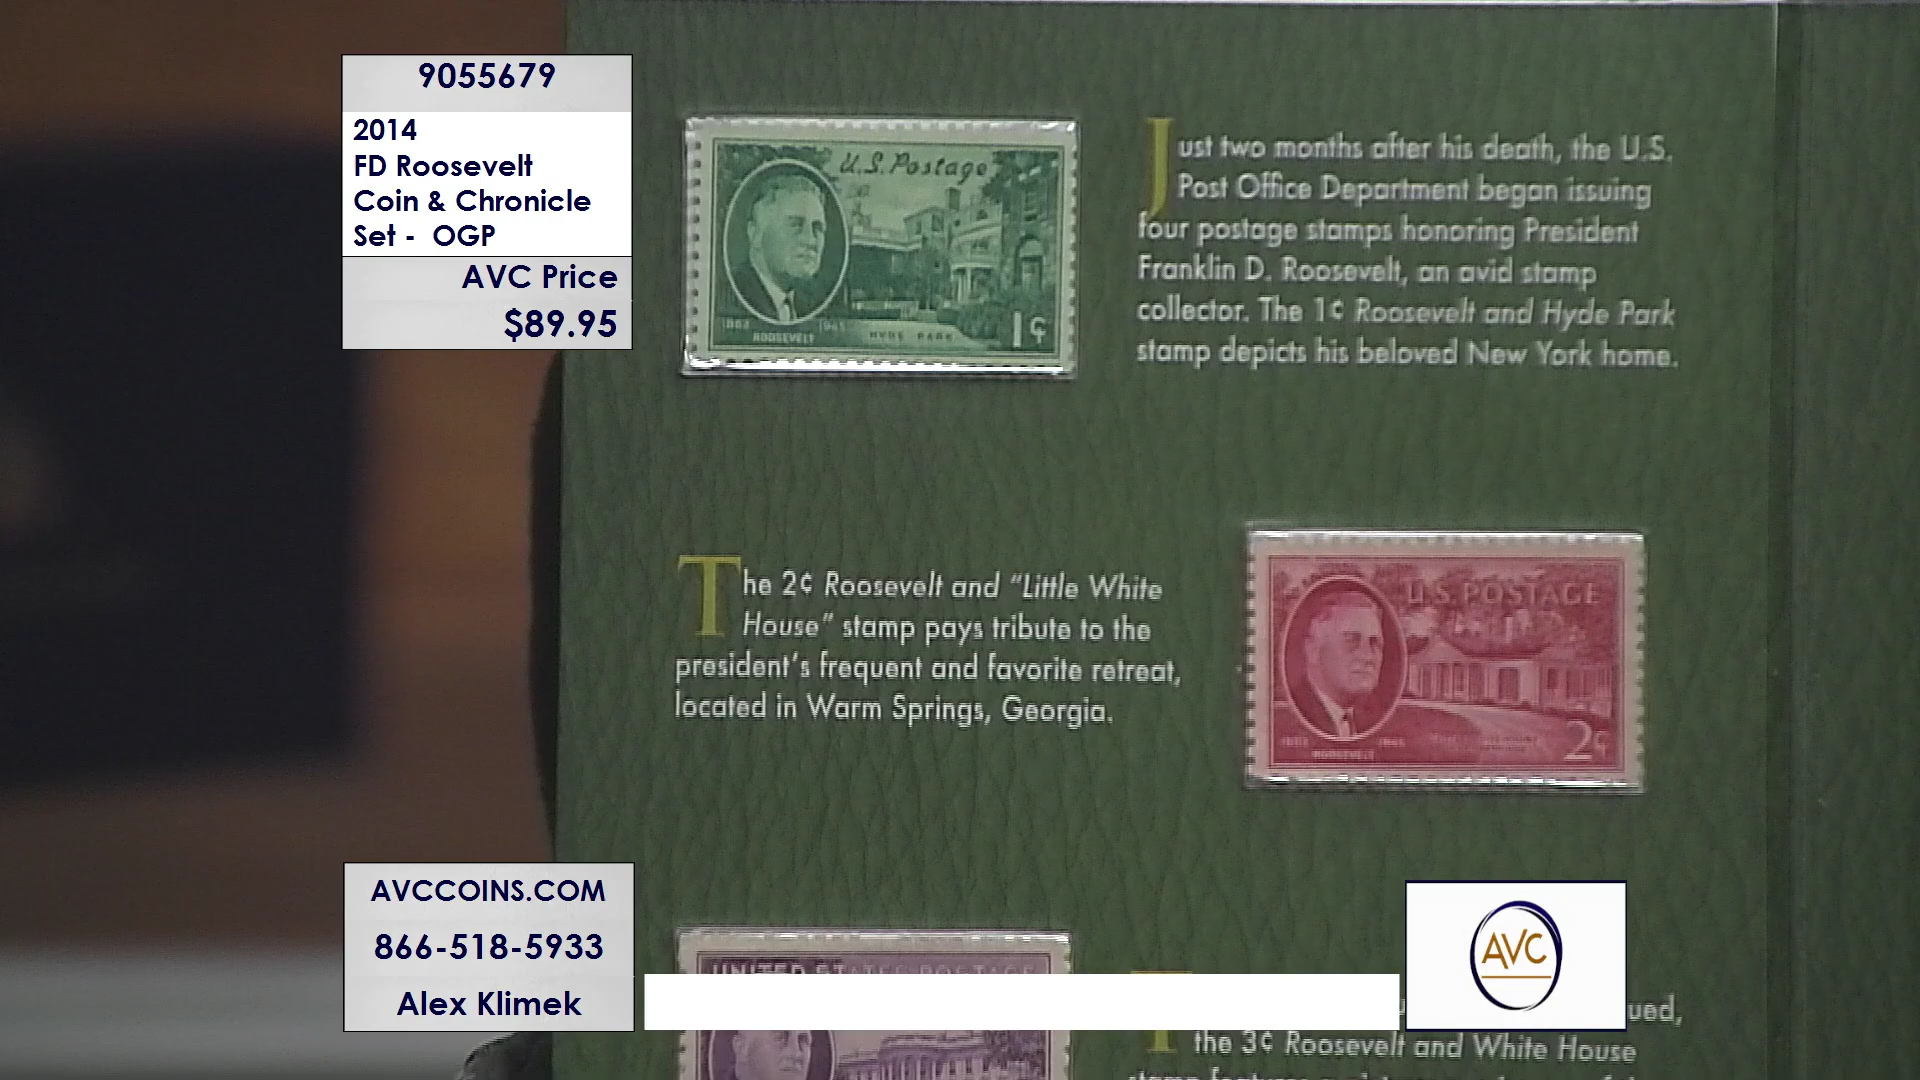 9055679
2014
FD Roosevelt
Coin & Chronicle
Set - OGP
AVC Price
$89.95
U.S. Postage
1882 1945
ROOSEVELT HYDE PARK
1¢
Just two months after his death, the U.S.
Post Office Department began issuing
four postage stamps honoring President
Franklin D. Roosevelt, an avid stamp
collector. The 1¢ Roosevelt and Hyde Park
stamp depicts his beloved New York home.
The 2¢ Roosevelt and "Little White
House" stamp pays tribute to the
president's frequent and favorite retreat,
located in Warm Springs, Georgia.
U.S. POSTAGE
ROOSEVELT
2¢
UNITED STATES POSTAGE
ued,
the 3¢ Roosevelt and White House
AVCCOINS.COM
866-518-5933
Alex Klimek
AVC